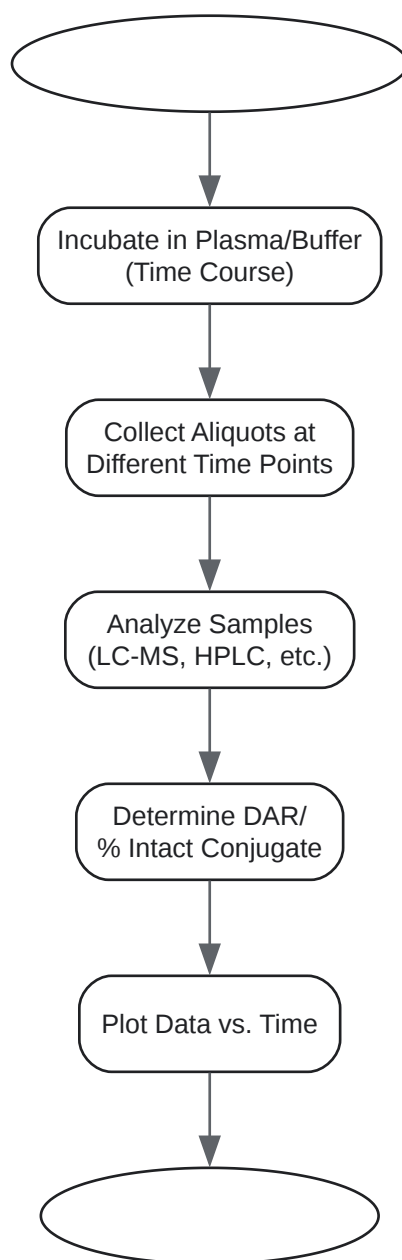 Incubate in Plasma/Buffer
(Time Course)
Collect Aliquots at
Different Time Points
Analyze Samples
(LC-MS, HPLC, etc.)
Determine DAR/
% Intact Conjugate
Plot Data vs. Time